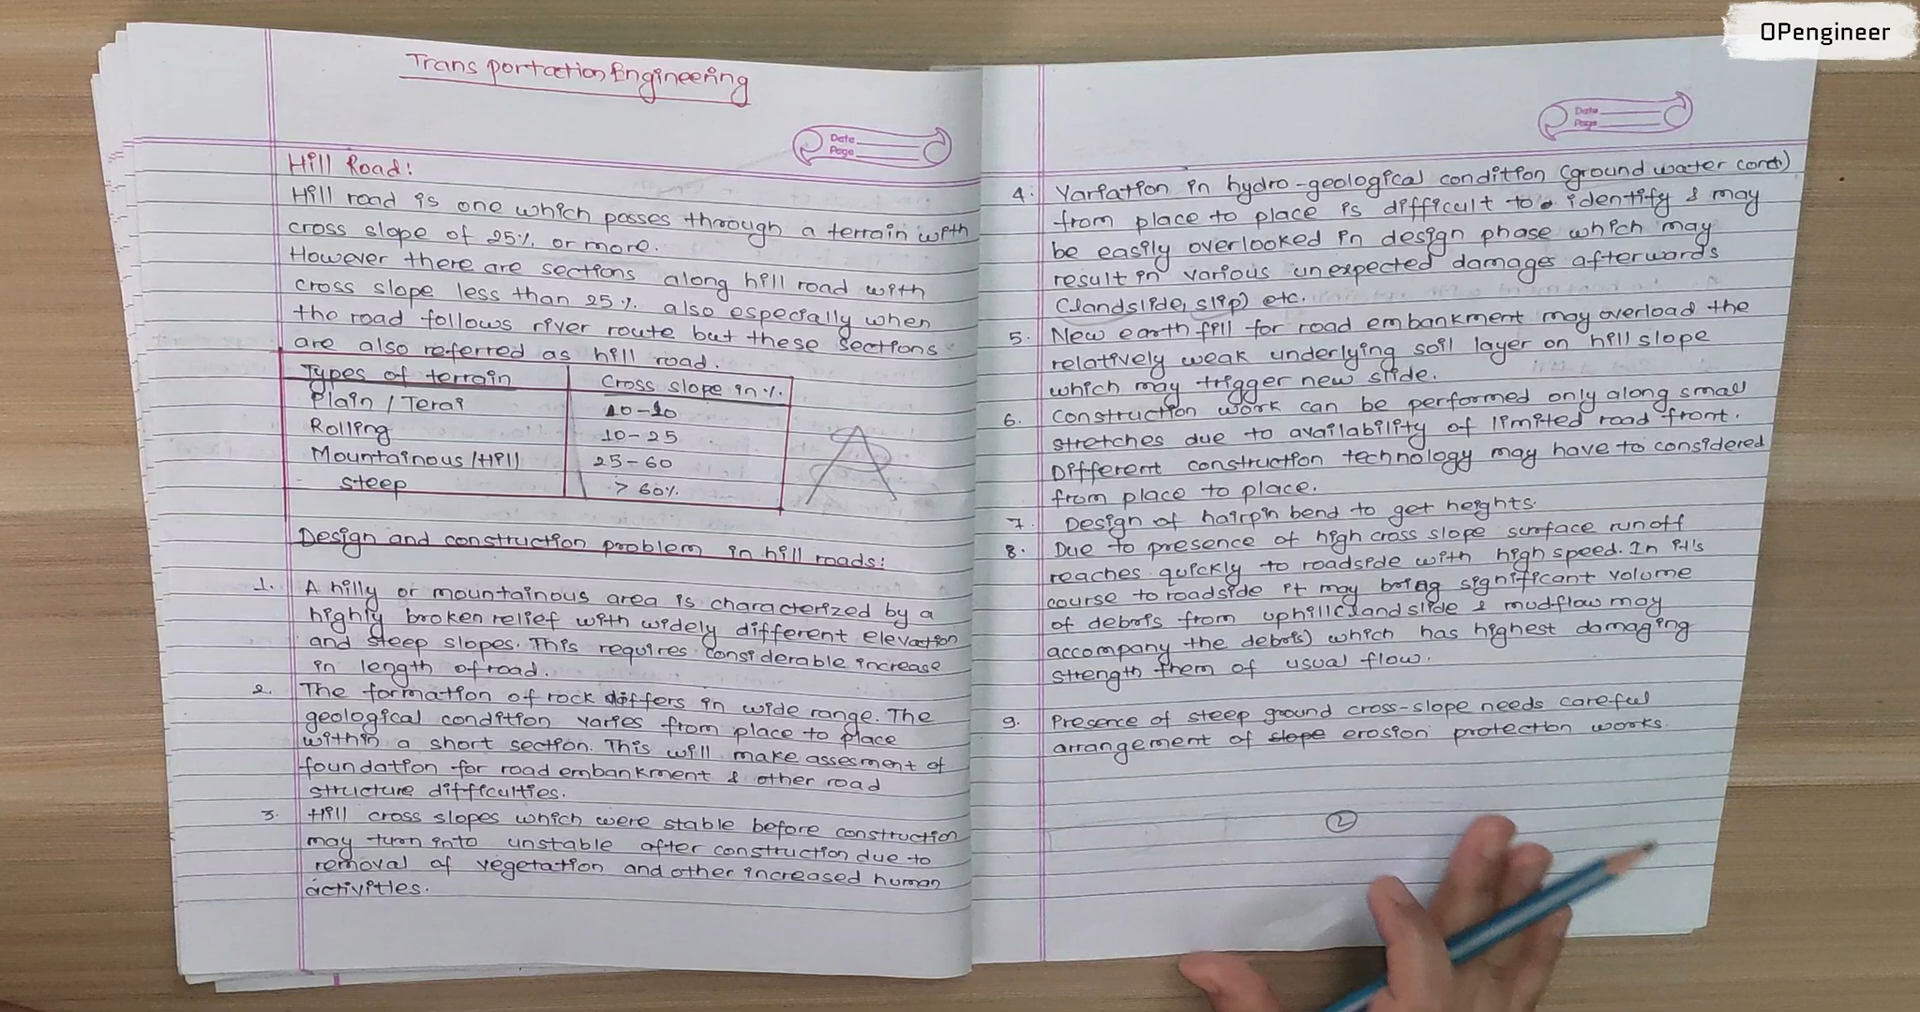 OPengineer
Transportation Engineering
Date
Page
Hill Road:
Hill road is one which passes through a terrain with
cross slope of 25% or more.
However there are sections along hill road with
cross slope less than 25% also especially when
the road follows river route but these sections
are also referred as hill road.
Types of terrain Cross slope in %.
Plain / Terai
Rolling 10-25
Mountainous /Hill 25-60
steep > 60%
Design and construction problem in hill roads:
1. A hilly or mountainous area is characterized by a
highly broken relief with widely different elevation
and steep slopes. This requires considerable increase
in length of road.
2. The formation of rock differs in wide range. The
geological condition varies from place to place
within a short section. This will make assesment of
foundation for road embankment & other road
structure difficulties.
3. Hill cross slopes which were stable before construction
may turn into unstable after construction due to
removal of vegetation and other increased human
activities.
Date
Page
4. Variation in hydro-geological condition (ground water cond)
from place to place is difficult to identify & may
be easily overlooked in design phase which may
result in various unexpected damages afterwards
(landslide, slip) etc.
5. New earth fill for road embankment may overload the
relatively weak underlying soil layer on hill slope
which may trigger new slide.
6. Construction work can be performed only along small
stretches due to availability of limited road front.
Different construction technology may have to considered
from place to place.
7. Design of hairpin bend to get heights.
8. Due to presence of high cross slope surface runoff
reaches quickly to roadside with high speed. In it's
course to roadside it may bring significant volume
of debris from uphill (landslide & mudflow may
accompany the debris) which has highest damaging
strength them of usual flow.
9. Presence of steep ground cross-slope needs careful
arrangement of slope erosion protection works.
2